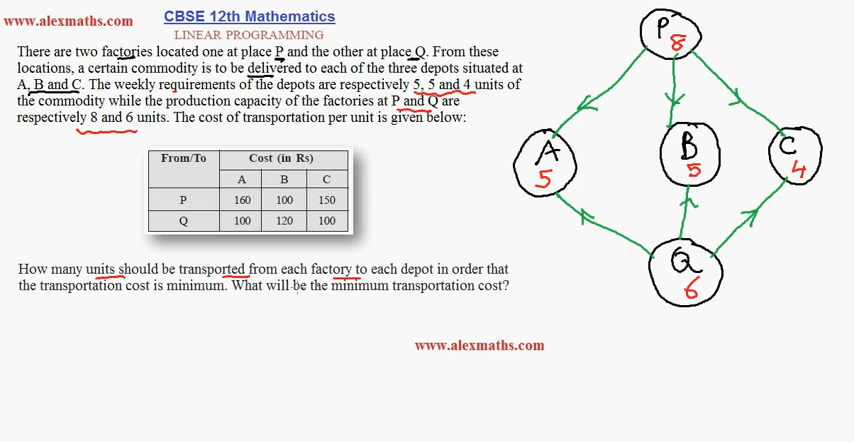 www.alexmaths.com
CBSE 12th Mathematics
LINEAR PROGRAMMING
There are two factories located one at place P and the other at place Q. From these
locations, a certain commodity is to be delivered to each of the three depots situated at
A, B and C. The weekly requirements of the depots are respectively 5, 5 and 4 units of
the commodity while the production capacity of the factories at P and Q are
respectively 8 and 6 units. The cost of transportation per unit is given below:
From/To Cost (in Rs)
A B C
P 160 100 150
Q 100 120 100
How many units should be transported from each factory to each depot in order that
the transportation cost is minimum. What will be the minimum transportation cost?
www.alexmaths.com
P
8
A
5
B
5
C
4
Q
6